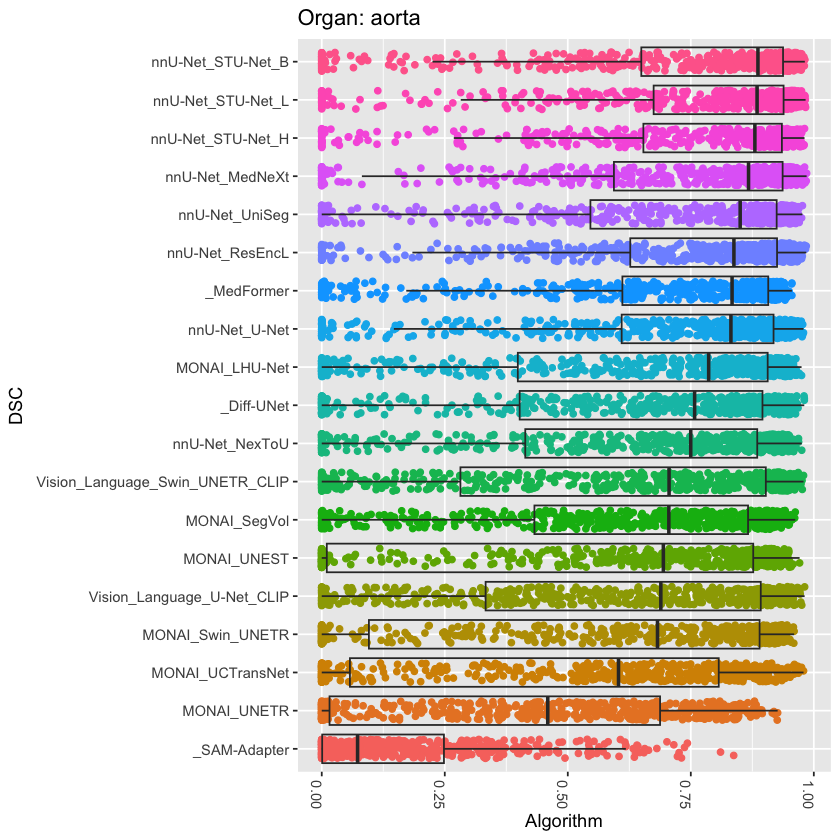 Organ: aorta
nnU-Net_STU-Net_B
nnU-Net_STU-Net_L
nnU-Net_STU-Net_H
nnU-Net_MedNeXt
nnU-Net_UniSeg
nnU-Net_ResEncL
_MedFormer
nnU-Net_U-Net
MONAI_LHU-Net
_Diff-UNet
nnU-Net_NexToU
Vision_Language_Swin_UNETR_CLIP
MONAI_SegVol
MONAI_UNEST
Vision_Language_U-Net_CLIP
MONAI_Swin_UNETR
MONAI_UCTransNet
MONAI_UNETR
_SAM-Adapter
DSC
0.00
0.25
0.50
0.75
1.00
Algorithm